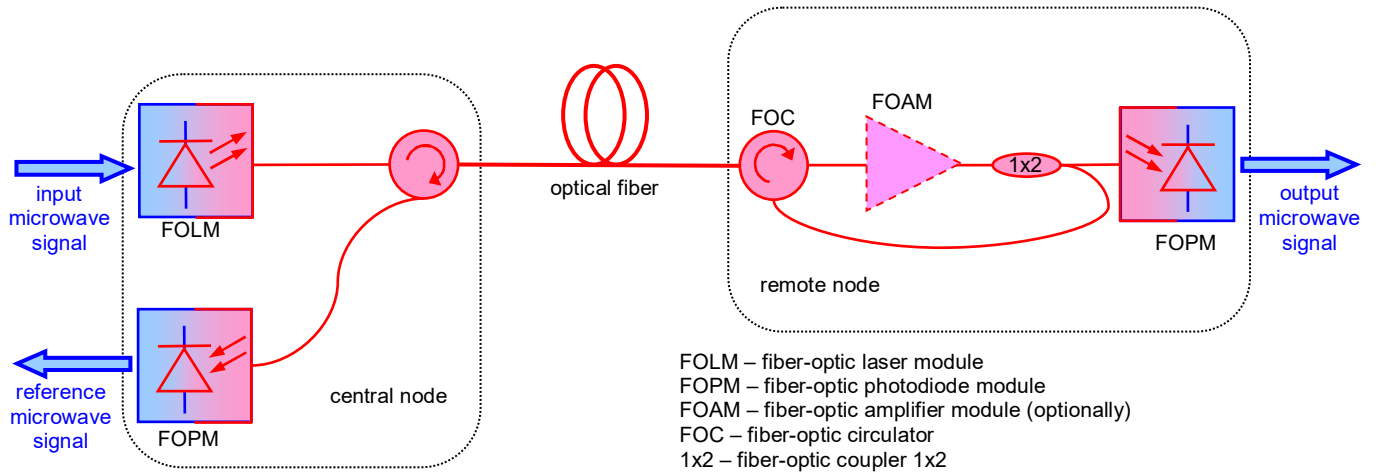 input
microwave
signal
FOLM
reference
microwave
signal
FOPM
central node
optical fiber
FOC
FOAM
1x2
FOPM
output
microwave
signal
remote node
FOLM – fiber-optic laser module
FOPM – fiber-optic photodiode module
FOAM – fiber-optic amplifier module (optionally)
FOC – fiber-optic circulator
1x2 – fiber-optic coupler 1x2